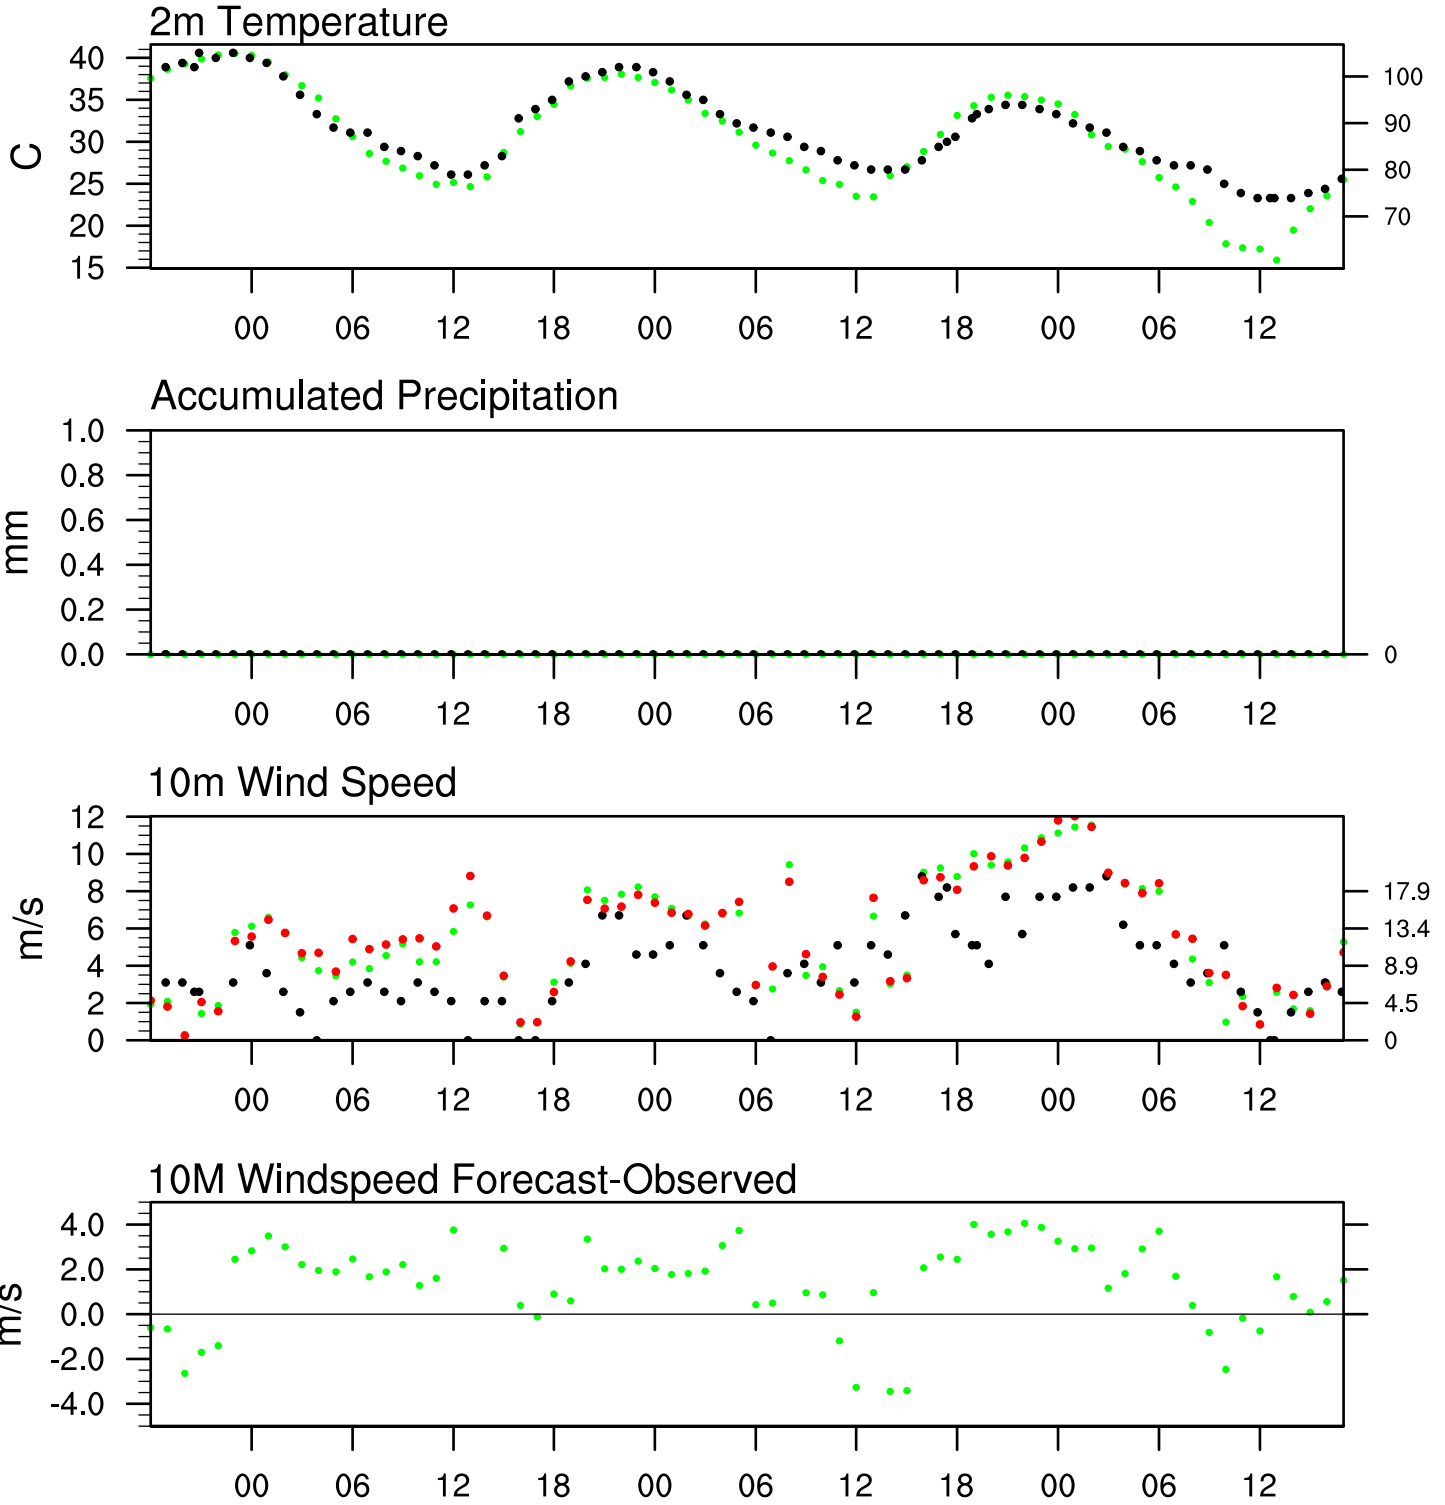 2m Temperature
40
35
30
25
20
15
C
100
90
80
70
00 06 12 18 00 06 12 18 00 06 12
Accumulated Precipitation
1.0
0.8
0.6
0.4
0.2
0.0
mm
0
00 06 12 18 00 06 12 18 00 06 12
10m Wind Speed
12
10
8
6
4
2
0
m/s
17.9
13.4
8.9
4.5
0
00 06 12 18 00 06 12 18 00 06 12
10M Windspeed Forecast-Observed
4.0
2.0
0.0
-2.0
-4.0
m/s
00 06 12 18 00 06 12 18 00 06 12